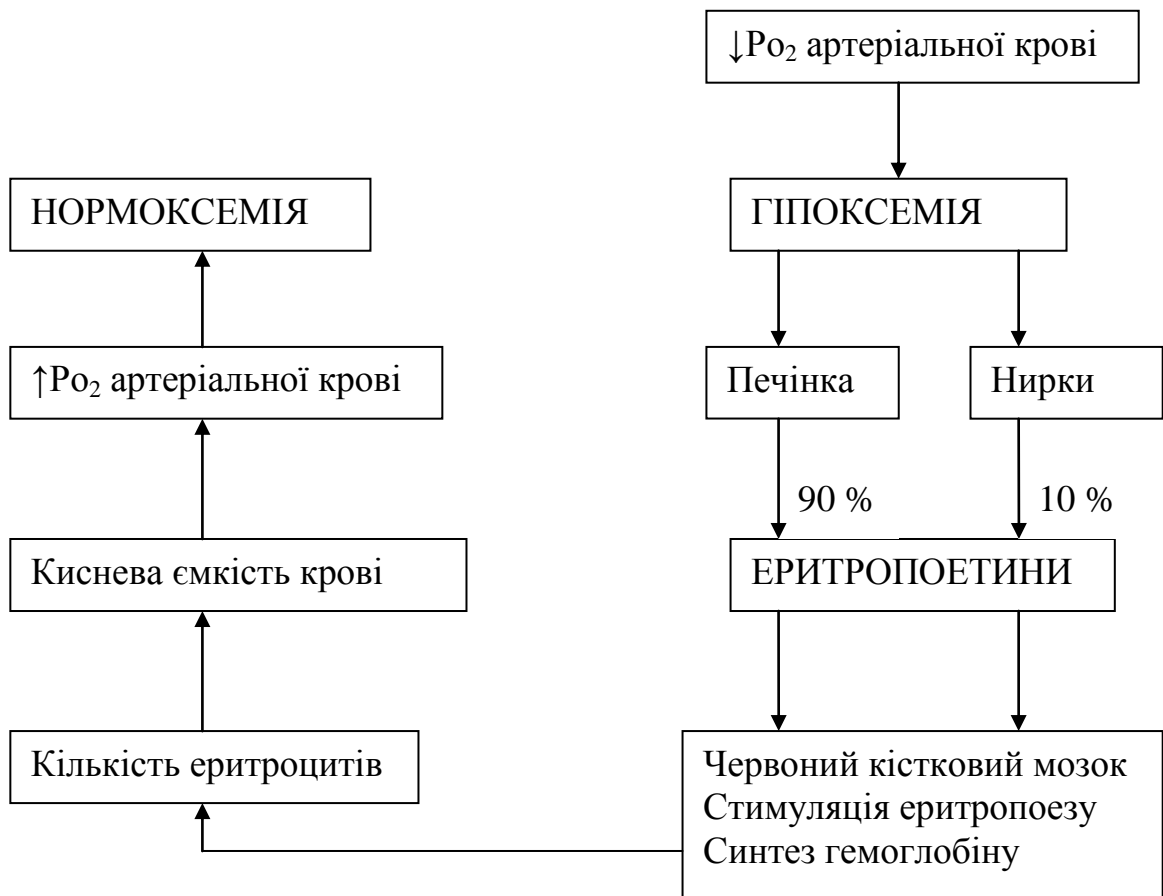 ↓Po₂ артеріальної крові
НОРМОКСЕМІЯ
ГІПОКСЕМІЯ
↑Po₂ артеріальної крові
Печінка
Нирки
90 %
10 %
Киснева ємкість крові
ЕРИТРОПОЕТИНИ
Кількість еритроцитів
Червоний кістковий мозок
Стимуляція еритропоезу
Синтез гемоглобіну